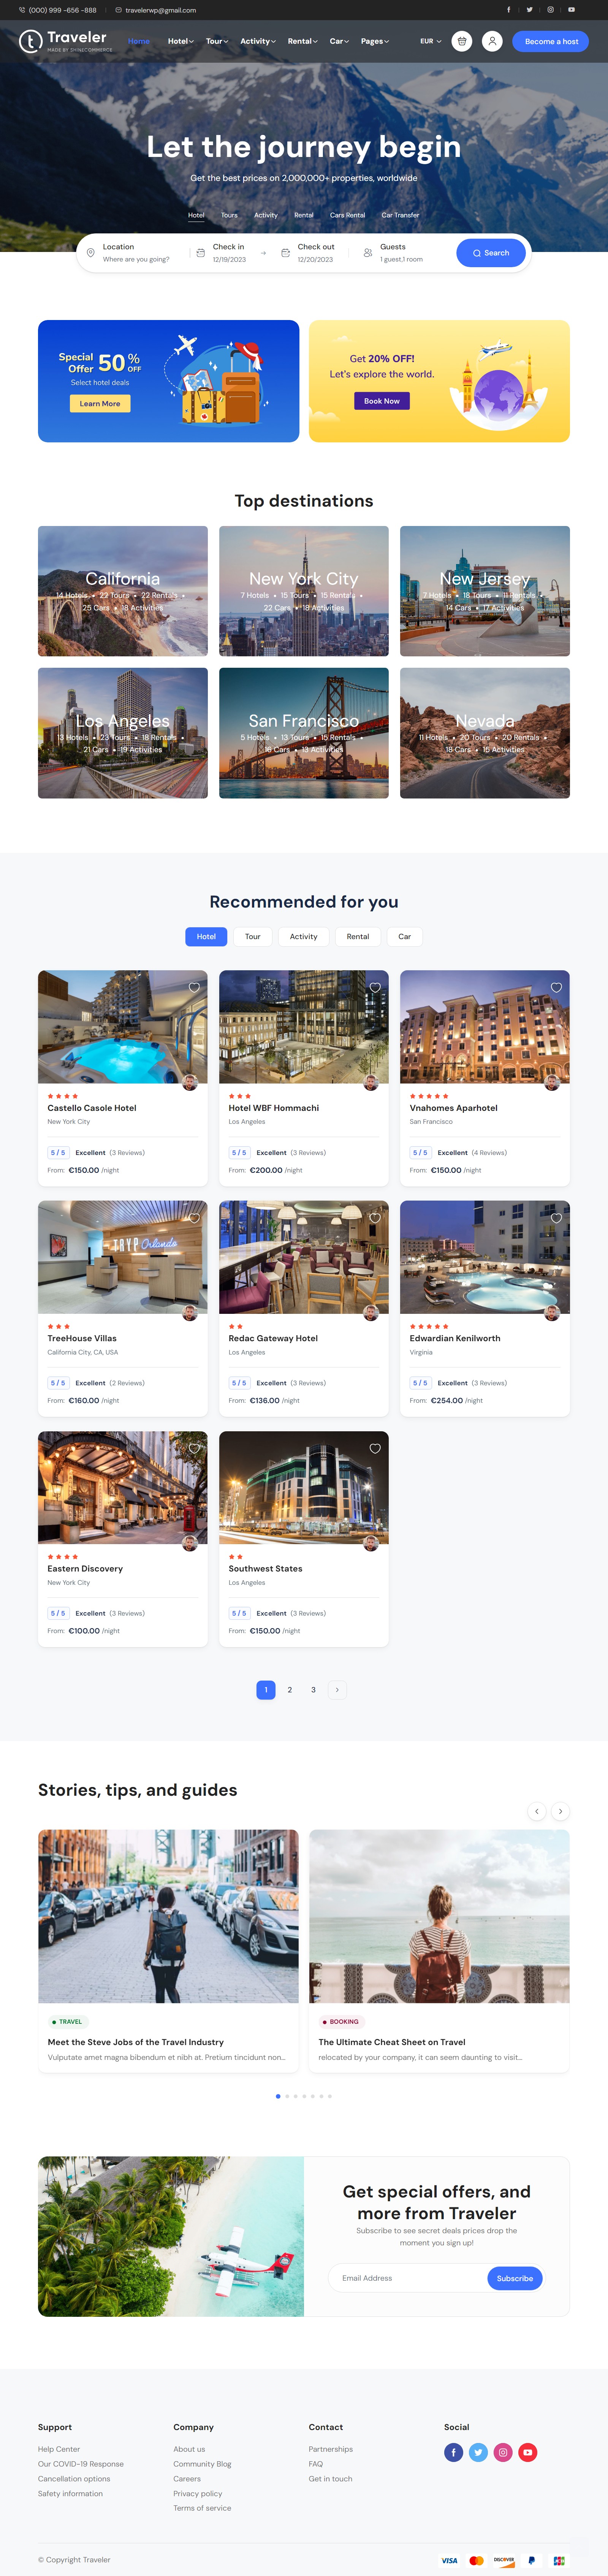 (000) 999 -656 -888
travelerwp@gmail.com
Traveler
MADE BY SHINECOMMERCE
Home
Hotel
Tour
Activity
Rental
Car
Pages
EUR
Become a host
Let the journey begin
Get the best prices on 2,000,000+ properties, worldwide
Hotel
Tours
Activity
Rental
Cars Rental
Car Transfer
Location
Where are you going?
Check in
12/19/2023
Check out
12/20/2023
Guests
1 guest,1 room
Search
Special Offer
50 % OFF
Select hotel deals
Learn More
Get 20% OFF!
Let's explore the world.
Book Now
Top destinations
California
14 Hotels • 22 Tours • 22 Rentals •
25 Cars • 18 Activities
New York City
7 Hotels • 15 Tours • 15 Rentals •
22 Cars • 18 Activities
New Jersey
7 Hotels • 18 Tours • 11 Rentals •
14 Cars • 17 Activities
Los Angeles
13 Hotels • 23 Tours • 18 Rentals •
21 Cars • 19 Activities
San Francisco
5 Hotels • 13 Tours • 15 Rentals •
16 Cars • 13 Activities
Nevada
11 Hotels • 20 Tours • 20 Rentals •
18 Cars • 15 Activities
Recommended for you
Hotel
Tour
Activity
Rental
Car
Castello Casole Hotel
New York City
5 / 5 Excellent (3 Reviews)
From: €150.00 /night
Hotel WBF Hommachi
Los Angeles
5 / 5 Excellent (3 Reviews)
From: €200.00 /night
Vnahomes Aparhotel
San Francisco
5 / 5 Excellent (4 Reviews)
From: €150.00 /night
TRYP Orlando
TreeHouse Villas
California City, CA, USA
5 / 5 Excellent (2 Reviews)
From: €160.00 /night
Redac Gateway Hotel
Los Angeles
5 / 5 Excellent (3 Reviews)
From: €136.00 /night
Edwardian Kenilworth
Virginia
5 / 5 Excellent (3 Reviews)
From: €254.00 /night
Eastern Discovery
New York City
5 / 5 Excellent (3 Reviews)
From: €100.00 /night
Southwest States
Los Angeles
5 / 5 Excellent (3 Reviews)
From: €150.00 /night
1
2
3
Stories, tips, and guides
TRAVEL
Meet the Steve Jobs of the Travel Industry
Vulputate amet magna bibendum et nibh at. Pretium tincidunt non...
BOOKING
The Ultimate Cheat Sheet on Travel
relocated by your company, it can seem daunting to visit...
Get special offers, and
more from Traveler
Subscribe to see secret deals prices drop the
moment you sign up!
Email Address
Subscribe
Support
Help Center
Our COVID-19 Response
Cancellation options
Safety information
Company
About us
Community Blog
Careers
Privacy policy
Terms of service
Contact
Partnerships
FAQ
Get in touch
Social
© Copyright Traveler
VISA
DISCOVER
JCB